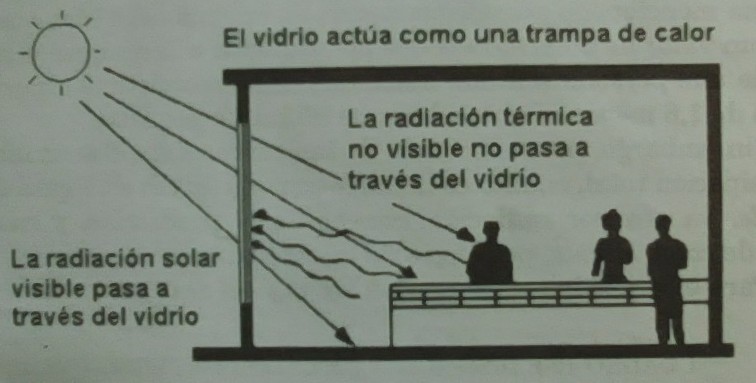 El vidrio actúa como una trampa de calor
La radiación térmica
no visible no pasa a
través del vidrio
La radiación solar
visible pasa a
través del vidrio